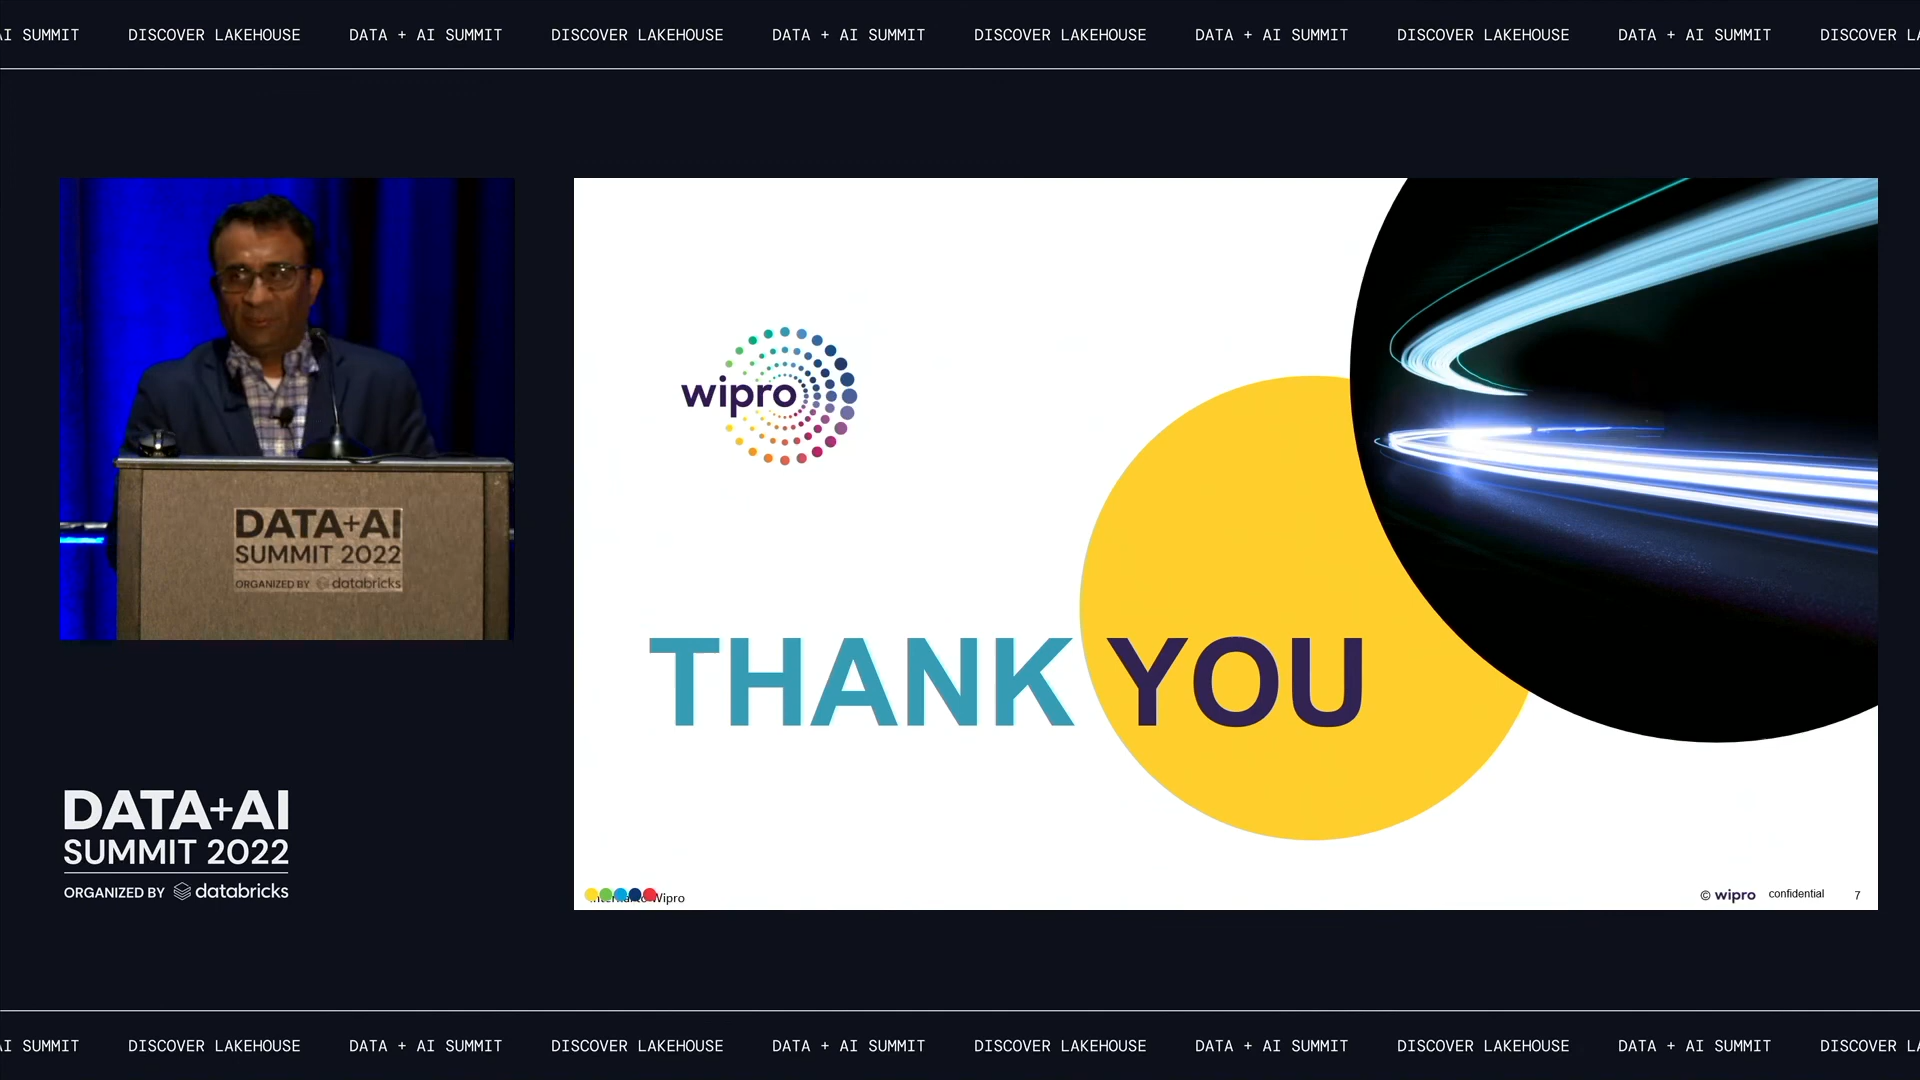 AI SUMMIT DISCOVER LAKEHOUSE DATA + AI SUMMIT DISCOVER LAKEHOUSE DATA + AI SUMMIT DISCOVER LAKEHOUSE DATA + AI SUMMIT DISCOVER LAKEHOUSE DATA + AI SUMMIT DISCOVER
DATA+AI
SUMMIT 2022
ORGANIZED BY databricks
DATA+AI
SUMMIT 2022
ORGANIZED BY databricks
wipro
THANK YOU
Wipro
© wipro confidential 7
AI SUMMIT DISCOVER LAKEHOUSE DATA + AI SUMMIT DISCOVER LAKEHOUSE DATA + AI SUMMIT DISCOVER LAKEHOUSE DATA + AI SUMMIT DISCOVER LAKEHOUSE DATA + AI SUMMIT DISCOVER